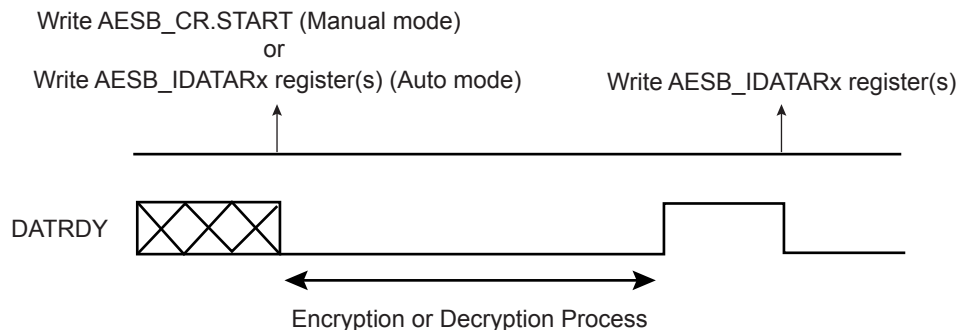 Write AESB_CR.START (Manual mode)
or
Write AESB_IDATARx register(s) (Auto mode)
Write AESB_IDATARx register(s)
DATRDY
Encryption or Decryption Process